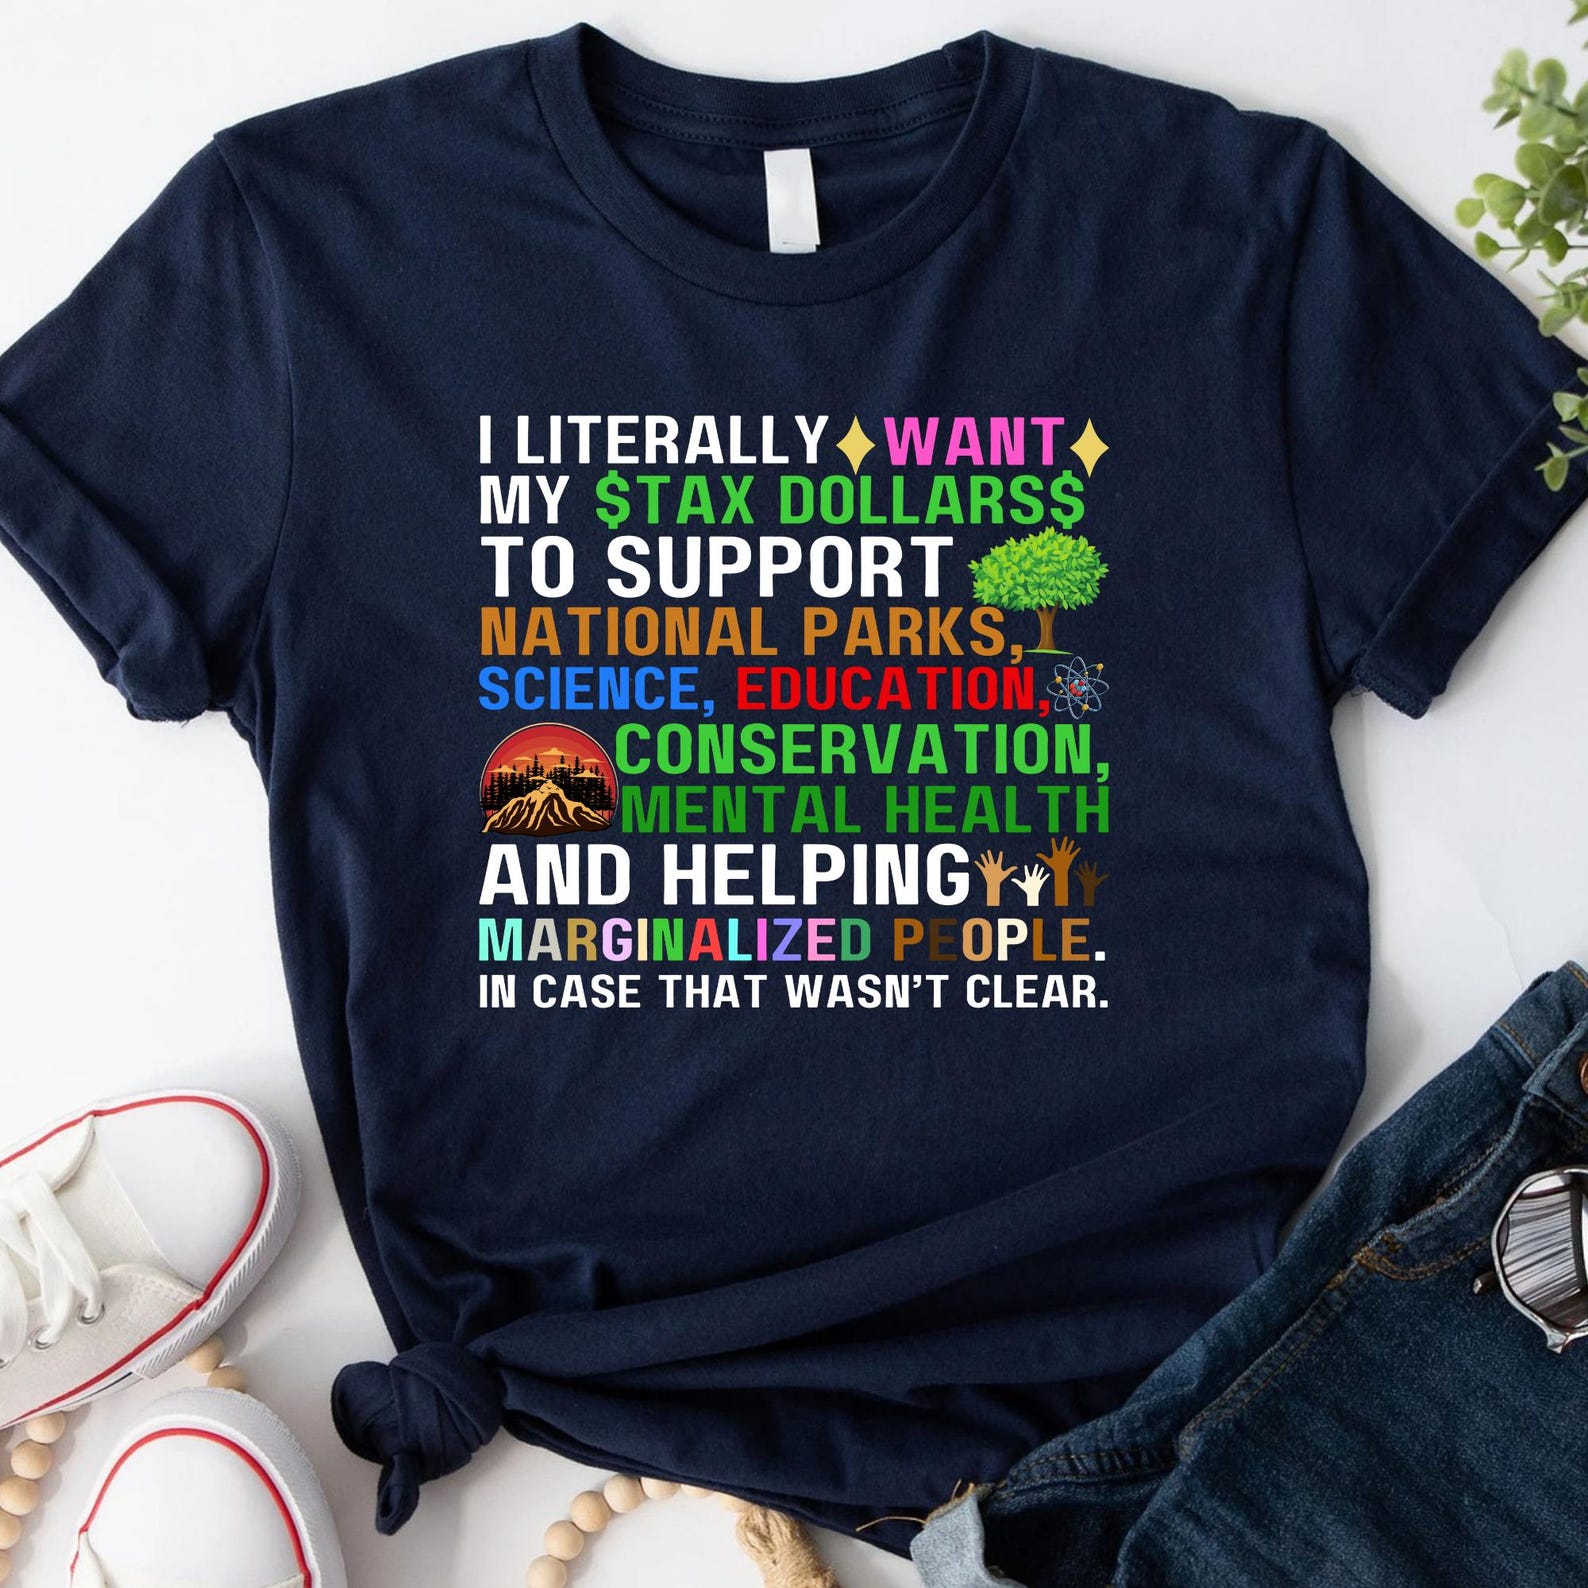 I LITERALLY WANT
MY $TAX DOLLARS$
TO SUPPORT
NATIONAL PARKS,
SCIENCE, EDUCATION,
CONSERVATION,
MENTAL HEALTH
AND HELPING
MARGINALIZED PEOPLE.
IN CASE THAT WASN'T CLEAR.